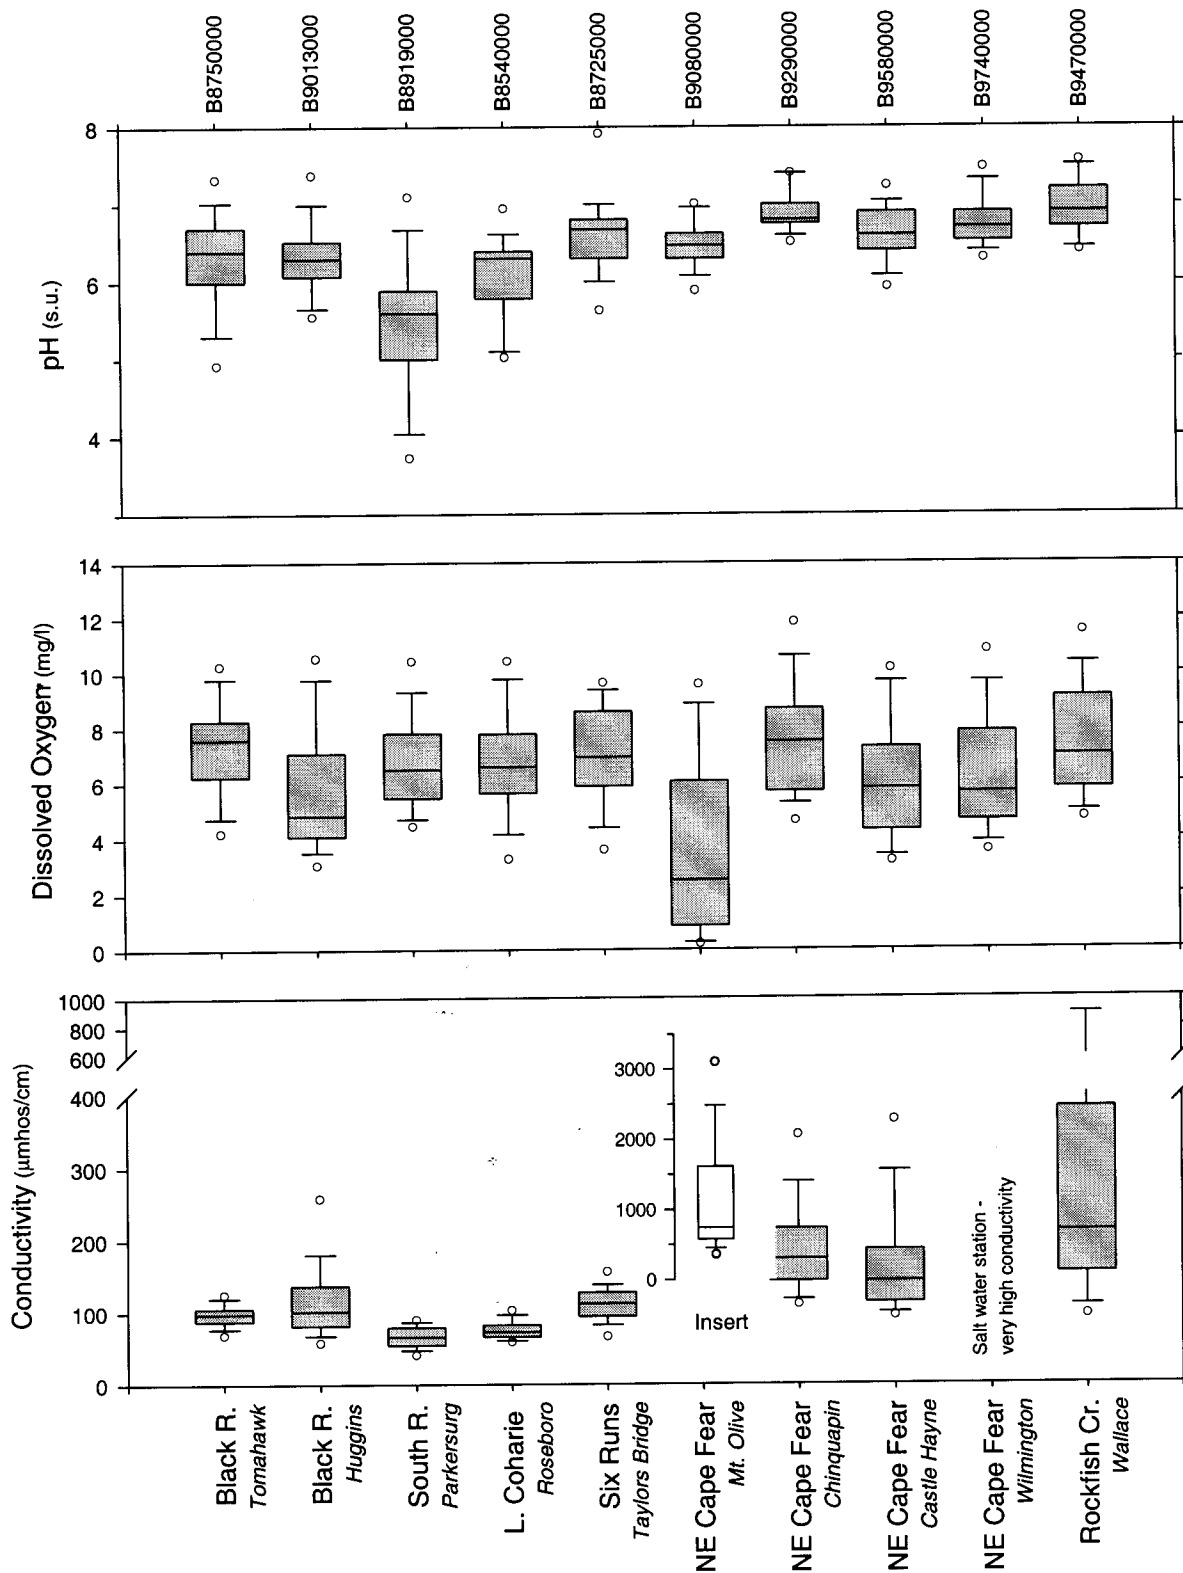 B8750000
B9013000
B8919000
B8540000
B8725000
B9080000
B9290000
B9580000
B9740000
B9470000
8
6
4
pH (s.u.)
14
12
10
8
6
4
2
0
Dissolved Oxygen (mg/l)
1000
800
600
400
300
200
100
0
Conductivity (μmhos/cm)
3000
2000
1000
0
Insert
Salt water station -
very high conductivity
Black R.
Tomahawk
Black R.
Huggins
South R.
Parkersurg
L. Coharie
Roseboro
Six Runs
Taylors Bridge
NE Cape Fear
Mt. Olive
NE Cape Fear
Chinquapin
NE Cape Fear
Castle Hayne
NE Cape Fear
Wilmington
Rockfish Cr.
Wallace